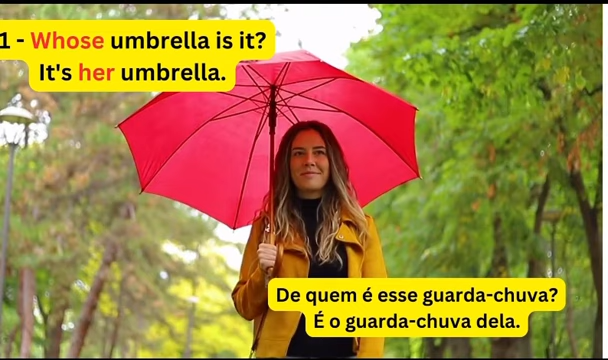 1 - Whose umbrella is it?
It's her umbrella.
De quem é esse guarda-chuva?
É o guarda-chuva dela.